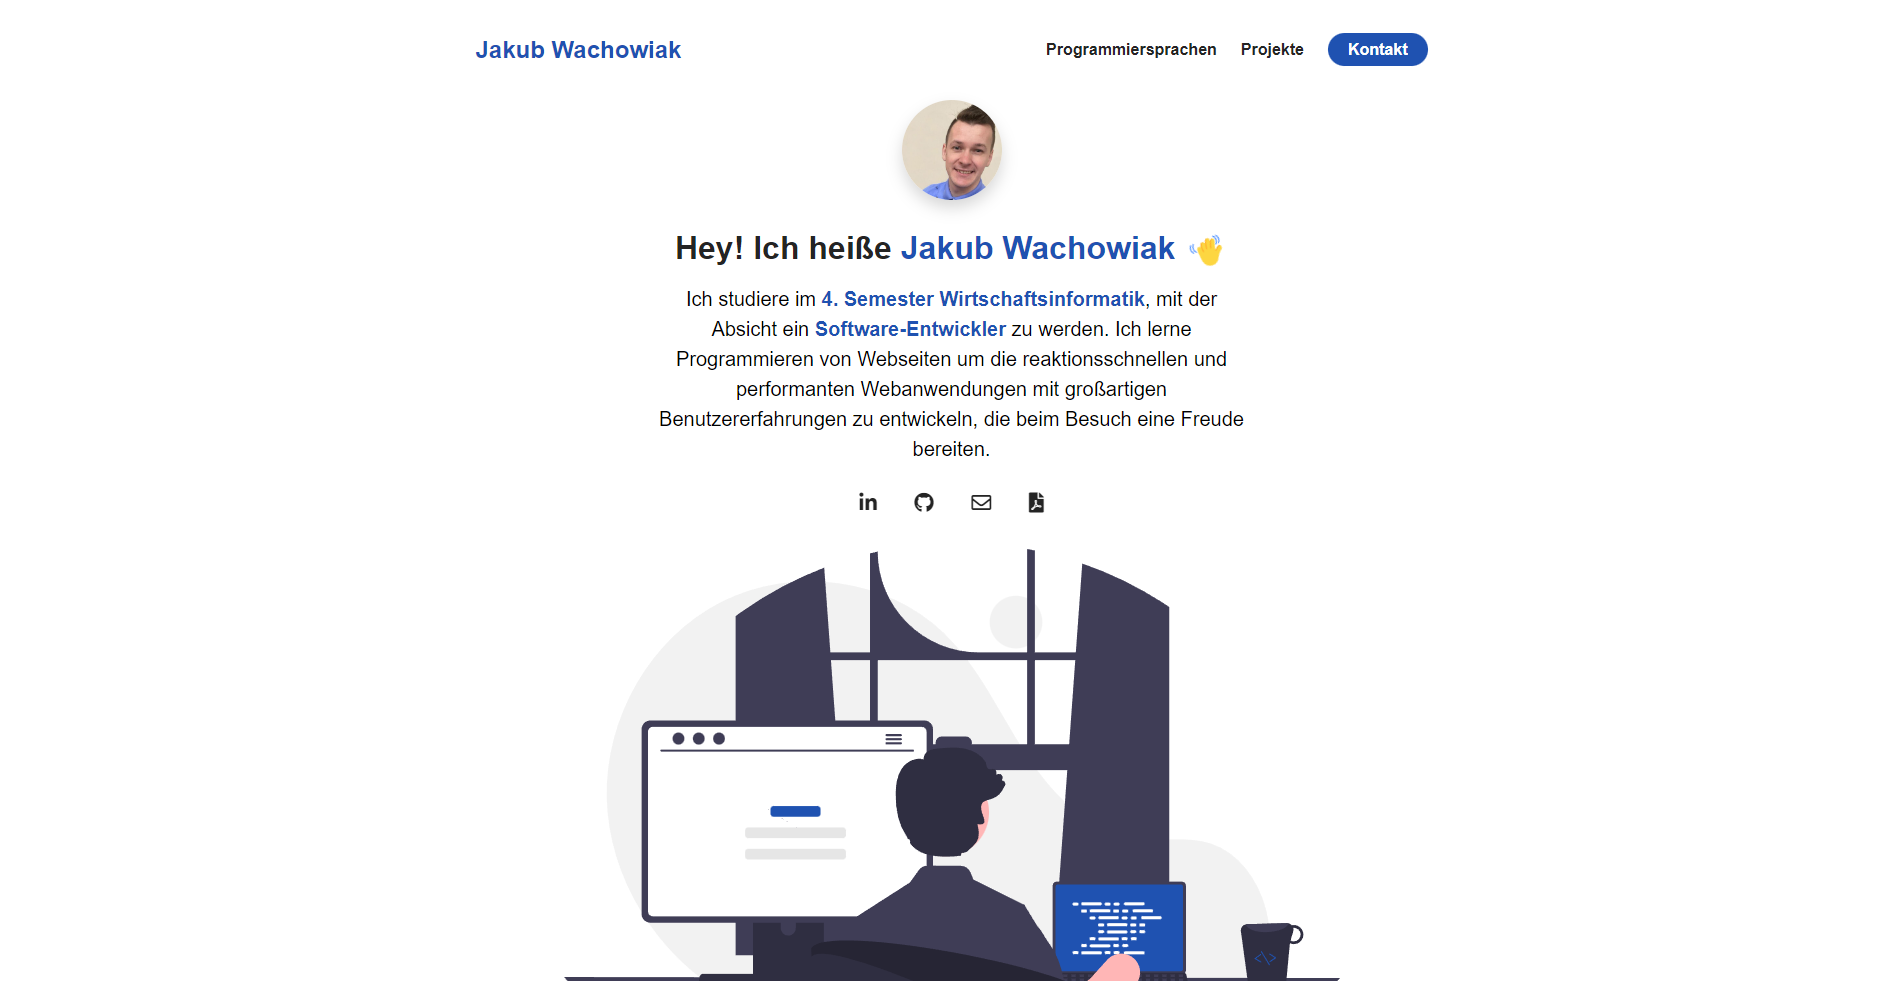 Jakub Wachowiak
Programmiersprachen Projekte Kontakt
Hey! Ich heiße Jakub Wachowiak 👋
Ich studiere im 4. Semester Wirtschaftsinformatik, mit der
Absicht ein Software-Entwickler zu werden. Ich lerne
Programmieren von Webseiten um die reaktionsschnellen und
performanten Webanwendungen mit großartigen
Benutzererfahrungen zu entwickeln, die beim Besuch eine Freude
bereiten.
in
<\>